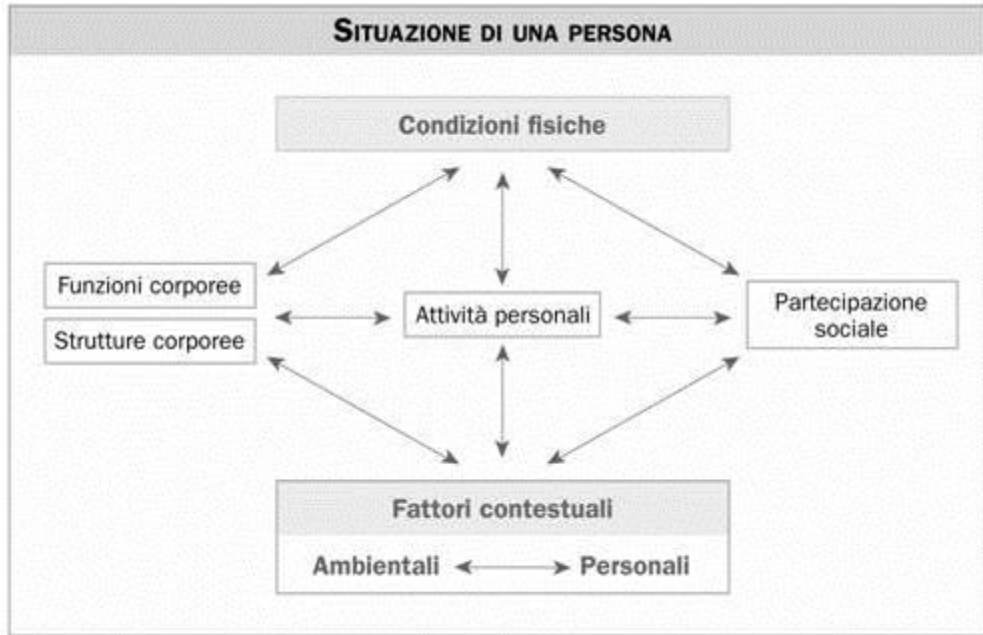 SITUAZIONE DI UNA PERSONA
Condizioni fisiche
Funzioni corporee
Strutture corporee
Attività personali
Partecipazione
sociale
Fattori contestuali
Ambientali
Personali